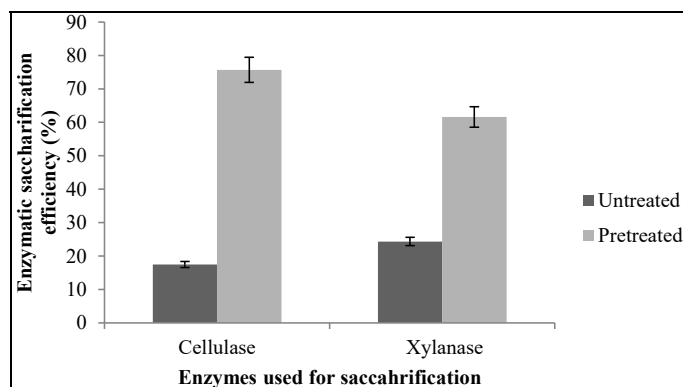 Enzymatic saccharification
efficiency (%)
90
80
70
60
50
40
30
20
10
0
Cellulase Xylanase
Enzymes used for saccahrification
Untreated
Pretreated